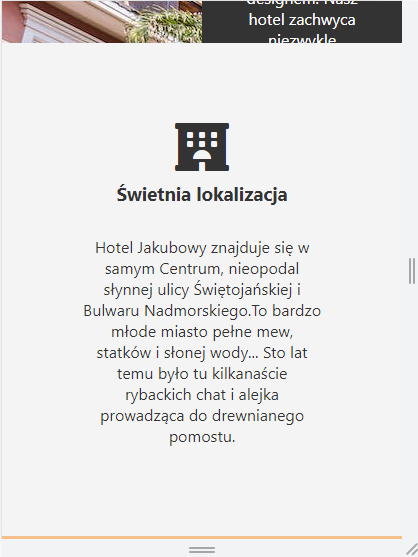 designem. Nasz
hotel zachwyca
niezwykle
Świetnia lokalizacja
Hotel Jakubowy znajduje się w
samym Centrum, nieopodal
słynnej ulicy Świętojańskiej i
Bulwaru Nadmorskiego.To bardzo
młode miasto pełne mew,
statków i słonej wody... Sto lat
temu było tu kilkanaście
rybackich chat i alejka
prowadząca do drewnianego
pomostu.